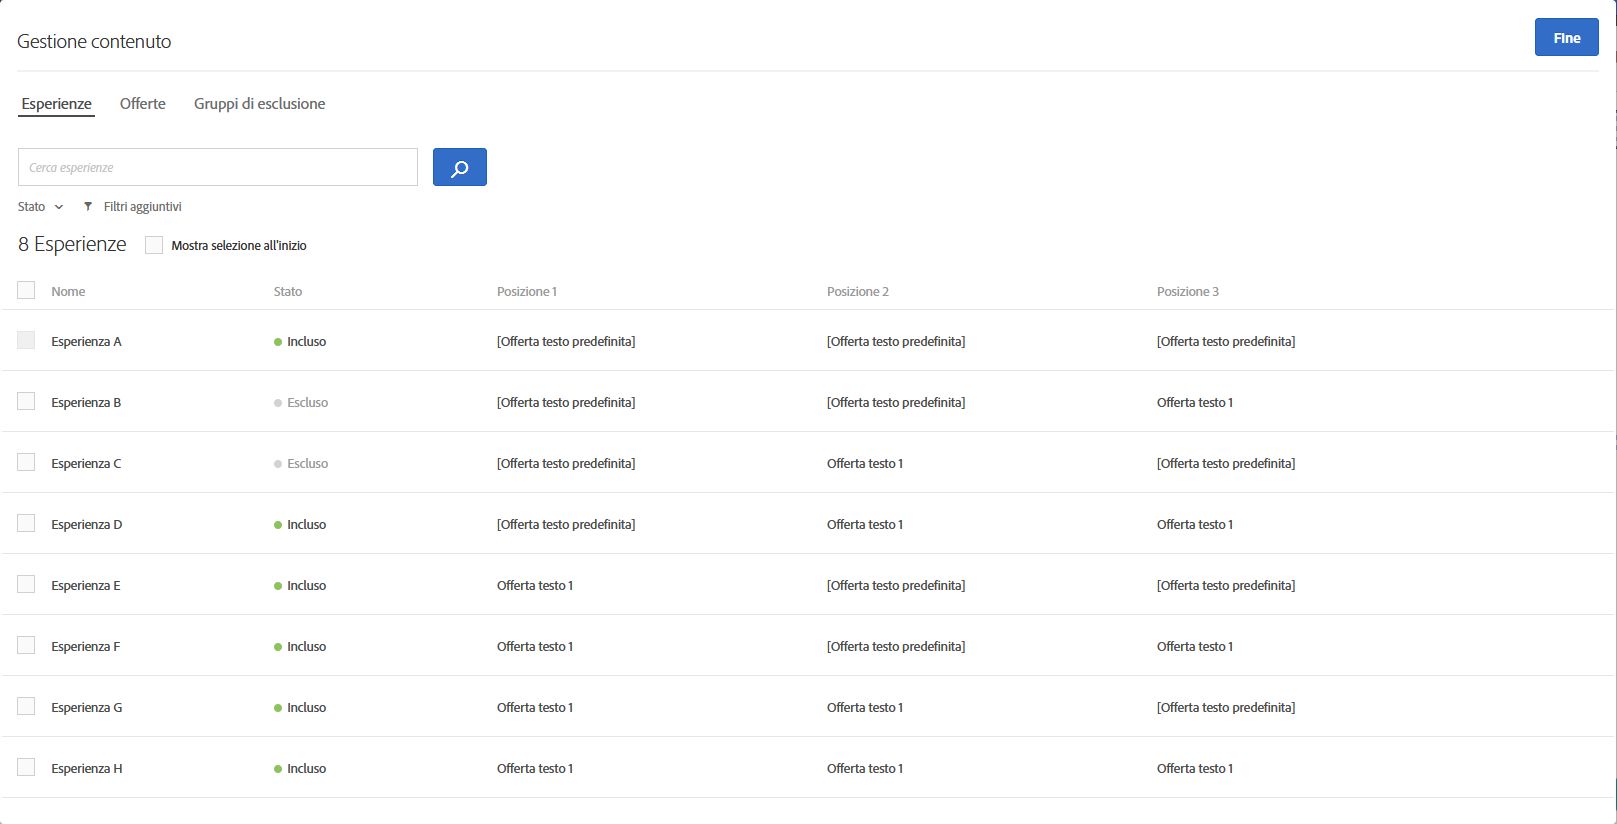 Gestione contenuto
Fine
Esperienze Offerte Gruppi di esclusione
Cerca esperienze
Stato Filtri aggiuntivi
8 Esperienze Mostra selezione all'inizio
Nome Stato Posizione 1 Posizione 2 Posizione 3
Esperienza A Incluso [Offerta testo predefinita] [Offerta testo predefinita] [Offerta testo predefinita]
Esperienza B Escluso [Offerta testo predefinita] [Offerta testo predefinita] Offerta testo 1
Esperienza C Escluso [Offerta testo predefinita] Offerta testo 1 [Offerta testo predefinita]
Esperienza D Incluso [Offerta testo predefinita] Offerta testo 1 Offerta testo 1
Esperienza E Incluso Offerta testo 1 [Offerta testo predefinita] [Offerta testo predefinita]
Esperienza F Incluso Offerta testo 1 [Offerta testo predefinita] Offerta testo 1
Esperienza G Incluso Offerta testo 1 Offerta testo 1 [Offerta testo predefinita]
Esperienza H Incluso Offerta testo 1 Offerta testo 1 Offerta testo 1